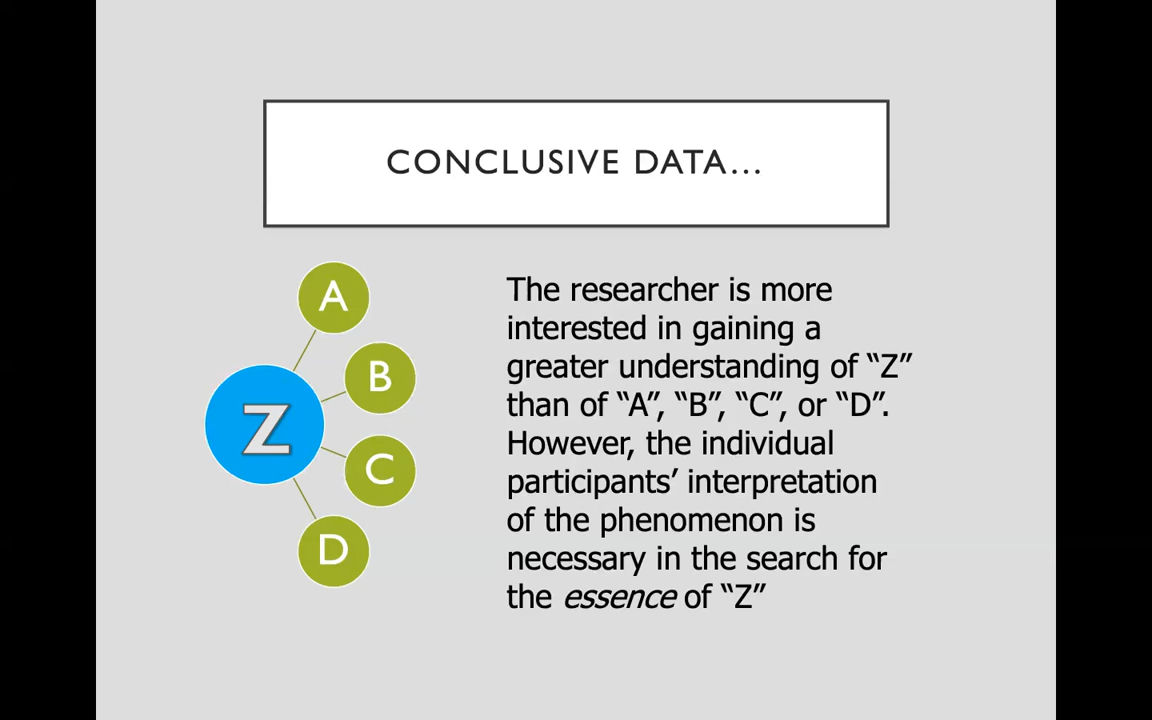 CONCLUSIVE DATA...
A
B
Z
C
D
The researcher is more
interested in gaining a
greater understanding of “Z”
than of “A”, “B”, “C”, or “D”.
However, the individual
participants’ interpretation
of the phenomenon is
necessary in the search for
the essence of “Z”